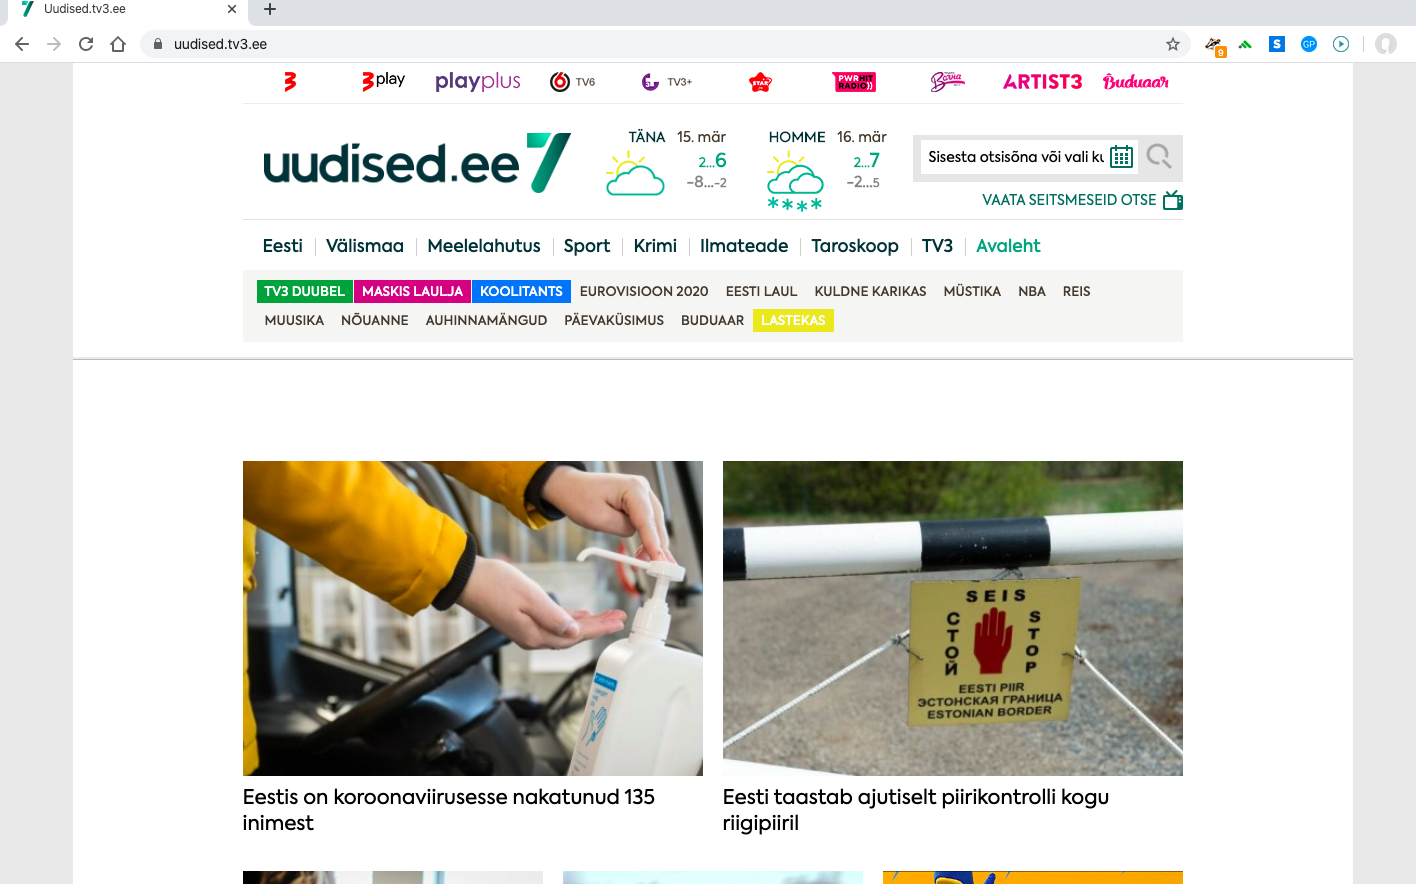 Uudised.tv3.ee
uudised.tv3.ee
9
S
GP
3 3play playplus 6 TV6 TV3+ STAR FM PWR HIT RADIO ARTIST3 Buduaar
uudised.ee 7
TÄNA 15. mär
2...6
-8...-2
HOMME 16. mär
2...7
-2...5
Sisesta otsisõna või vali ku
VAATA SEITSMESEID OTSE
Eesti Välismaa Meelelahutus Sport Krimi Ilmateade Taroskoop TV3 Avaleht
TV3 DUUBEL MASKIS LAULJA KOOLITANTS EUROVISIOON 2020 EESTI LAUL KULDNE KARIKAS MÜSTIKA NBA REIS
MUUSIKA NÕUANNE AUHINNAMÄNGUD PÄEVAKÜSIMUS BUDUAAR LASTEKAS
SEIS
СТОЙ
STOP
EESTI PIIR
ЭСТОНСКАЯ ГРАНИЦА
ESTONIAN BORDER
Eestis on koroonaviirusesse nakatunud 135
inimest
Eesti taastab ajutiselt piirikontrolli kogu
riigipiiril